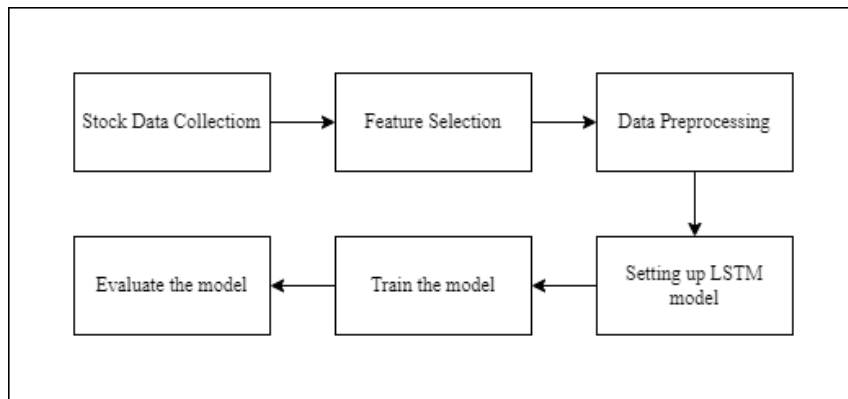 Stock Data Collectiom
Feature Selection
Data Preprocessing
Setting up LSTM
model
Train the model
Evaluate the model